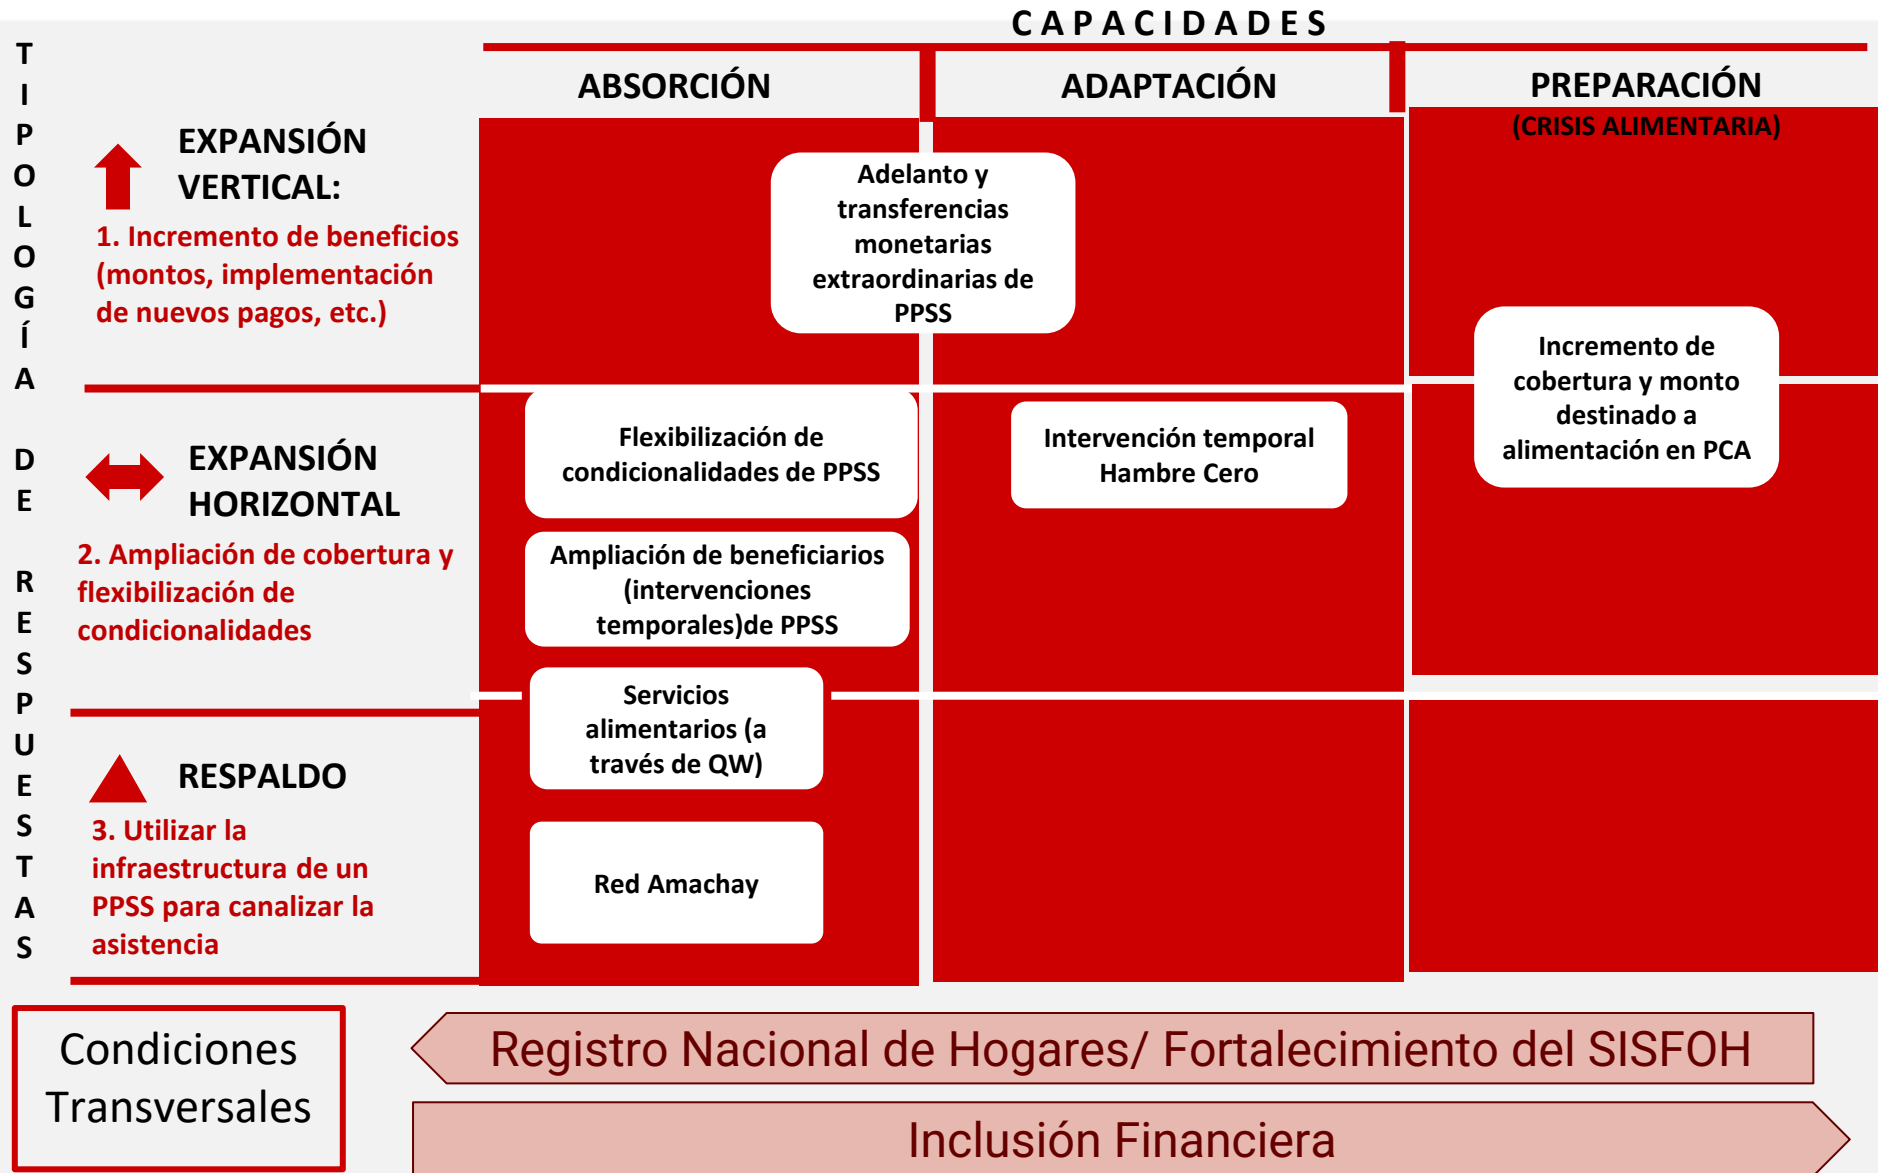 CAPACIDADES
TIPOLOGÍA DE RESPUESTAS
ABSORCIÓN
ADAPTACIÓN
PREPARACIÓN
(CRISIS ALIMENTARIA)
EXPANSIÓN
VERTICAL:
1. Incremento de beneficios
(montos, implementación
de nuevos pagos, etc.)
Adelanto y
transferencias
monetarias
extraordinarias de
PPSS
Incremento de
cobertura y monto
destinado a
alimentación en PCA
EXPANSIÓN
HORIZONTAL
2. Ampliación de cobertura y
flexibilización de
condicionalidades
Flexibilización de
condicionalidades de PPSS
Intervención temporal
Hambre Cero
Ampliación de beneficiarios
(intervenciones
temporales)de PPSS
Servicios
alimentarios (a
través de QW)
RESPALDO
3. Utilizar la
infraestructura de un
PPSS para canalizar la
asistencia
Red Amachay
Condiciones
Transversales
Registro Nacional de Hogares/ Fortalecimiento del SISFOH
Inclusión Financiera